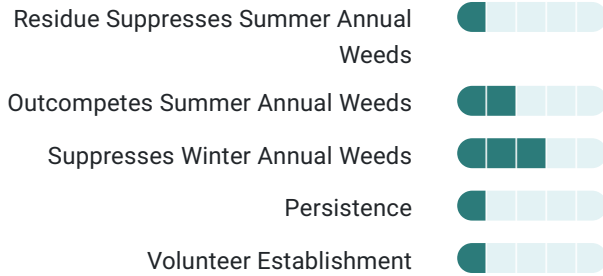 Residue Suppresses Summer Annual
Weeds
Outcompetes Summer Annual Weeds
Suppresses Winter Annual Weeds
Persistence
Volunteer Establishment